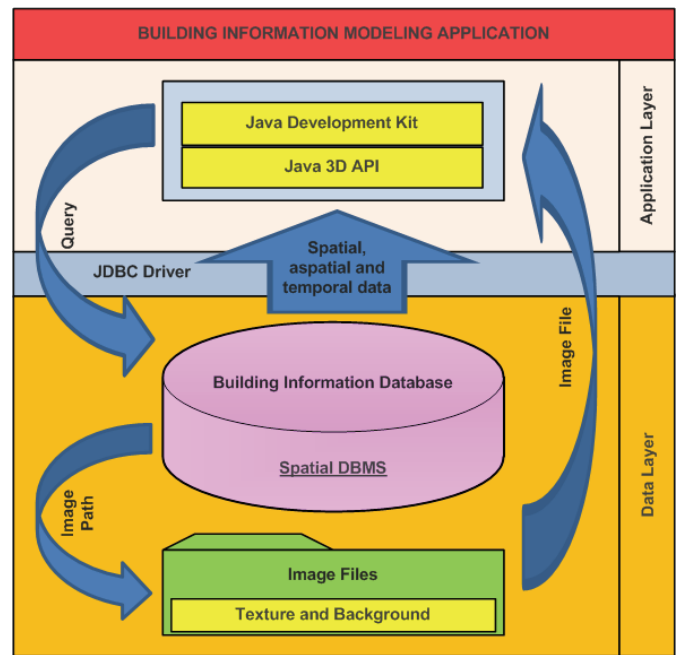 BUILDING INFORMATION MODELING APPLICATION
Java Development Kit
Java 3D API
Application Layer
Query
Spatial,
aspatial and
temporal data
JDBC Driver
Image File
Building Information Database
Spatial DBMS
Data Layer
Image
Path
Image Files
Texture and Background